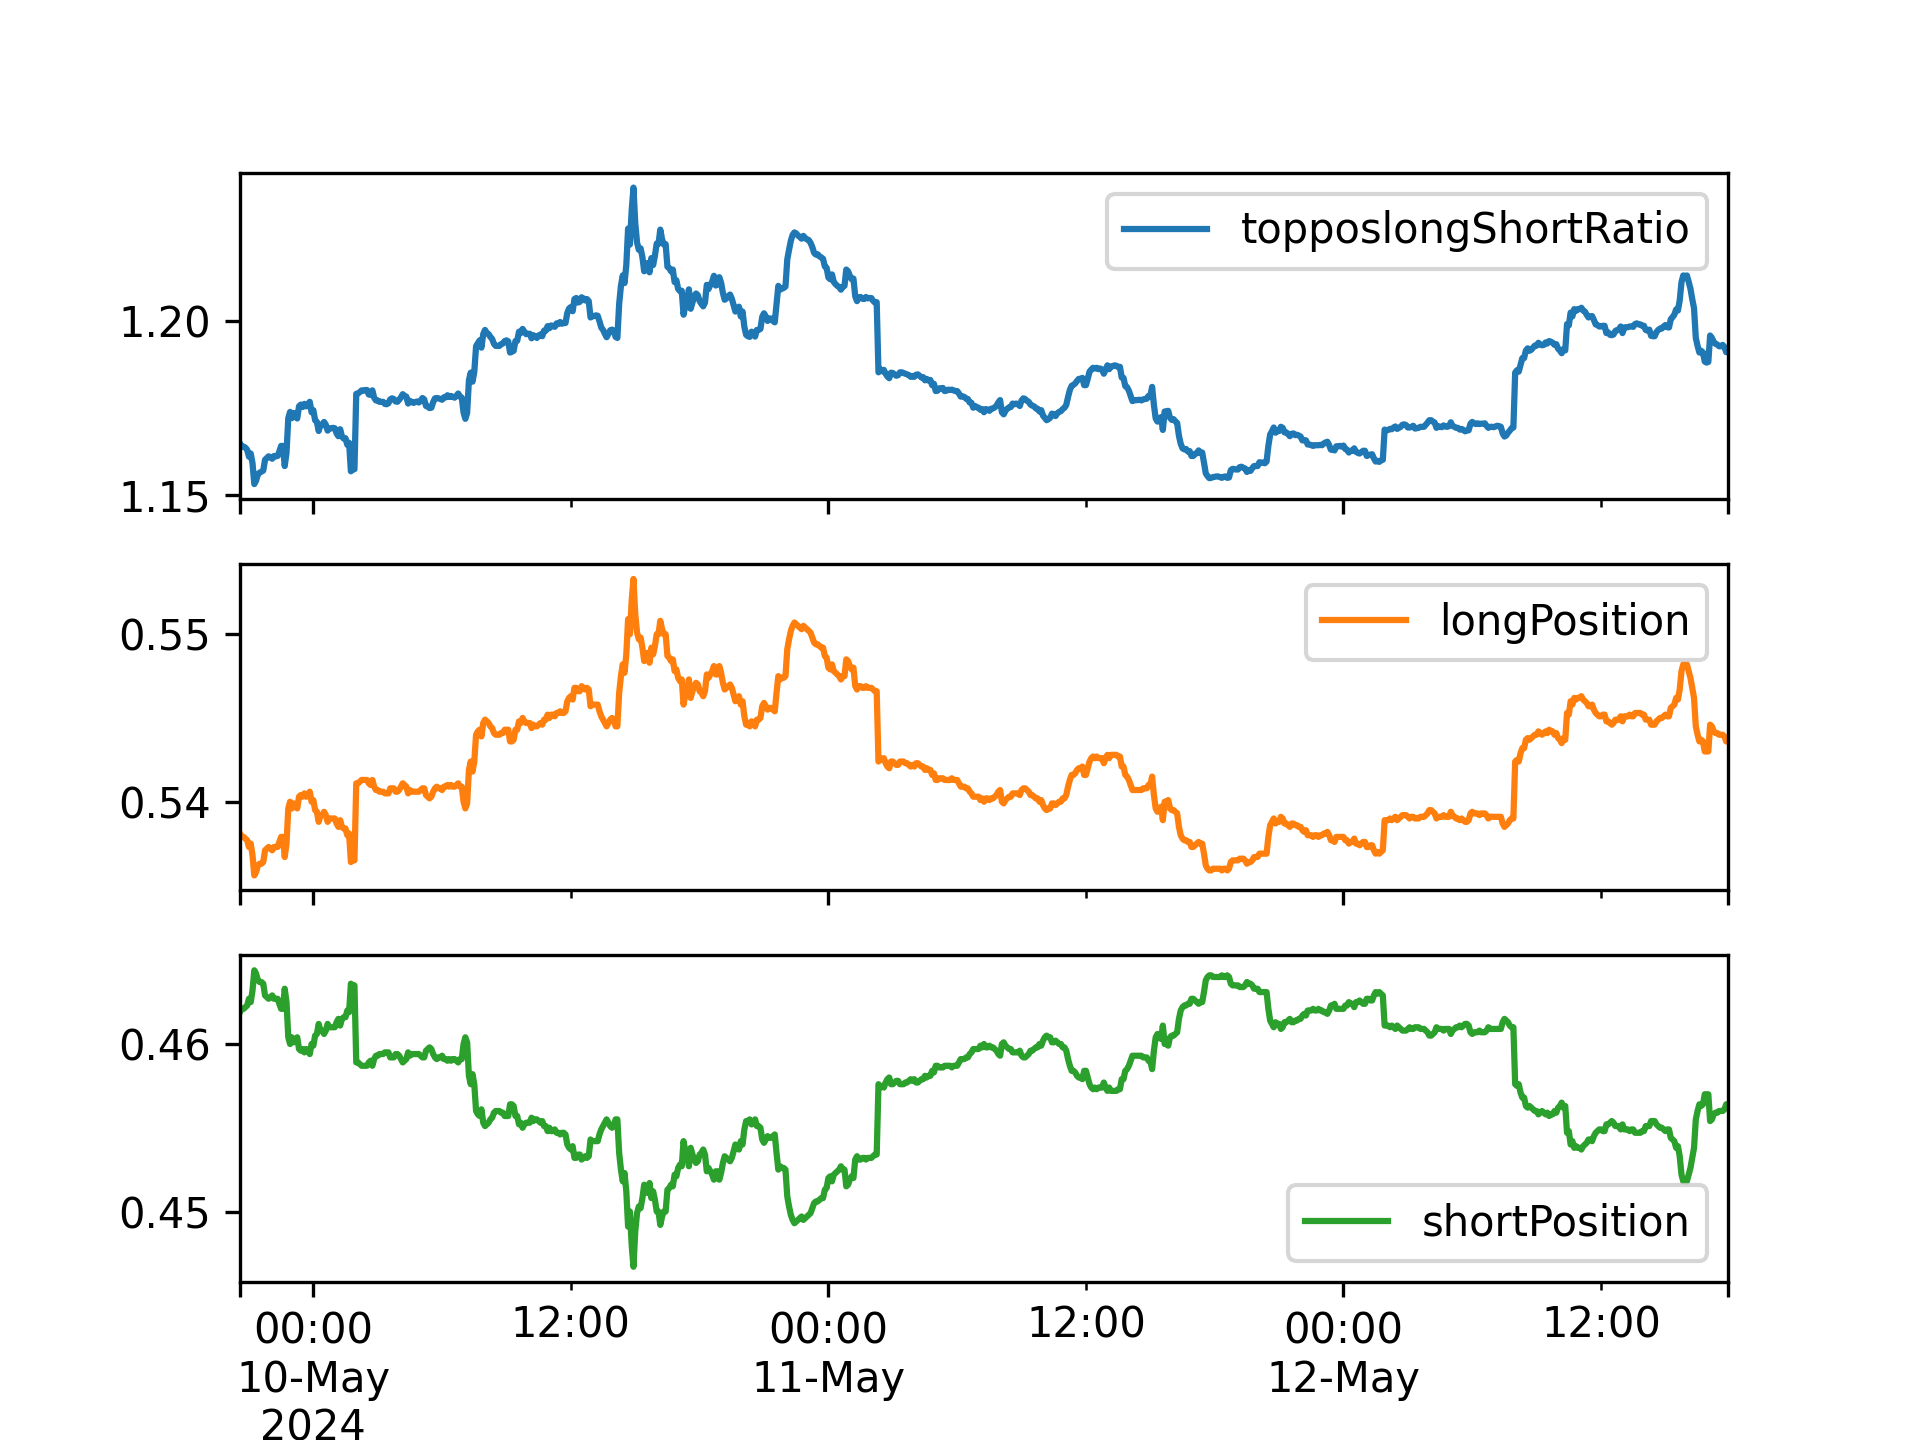 topposlongShortRatio
1.20
1.15
longPosition
0.55
0.54
0.46
0.45
shortPosition
00:00 12:00 00:00 12:00 00:00 12:00
10-May 11-May 12-May
2024